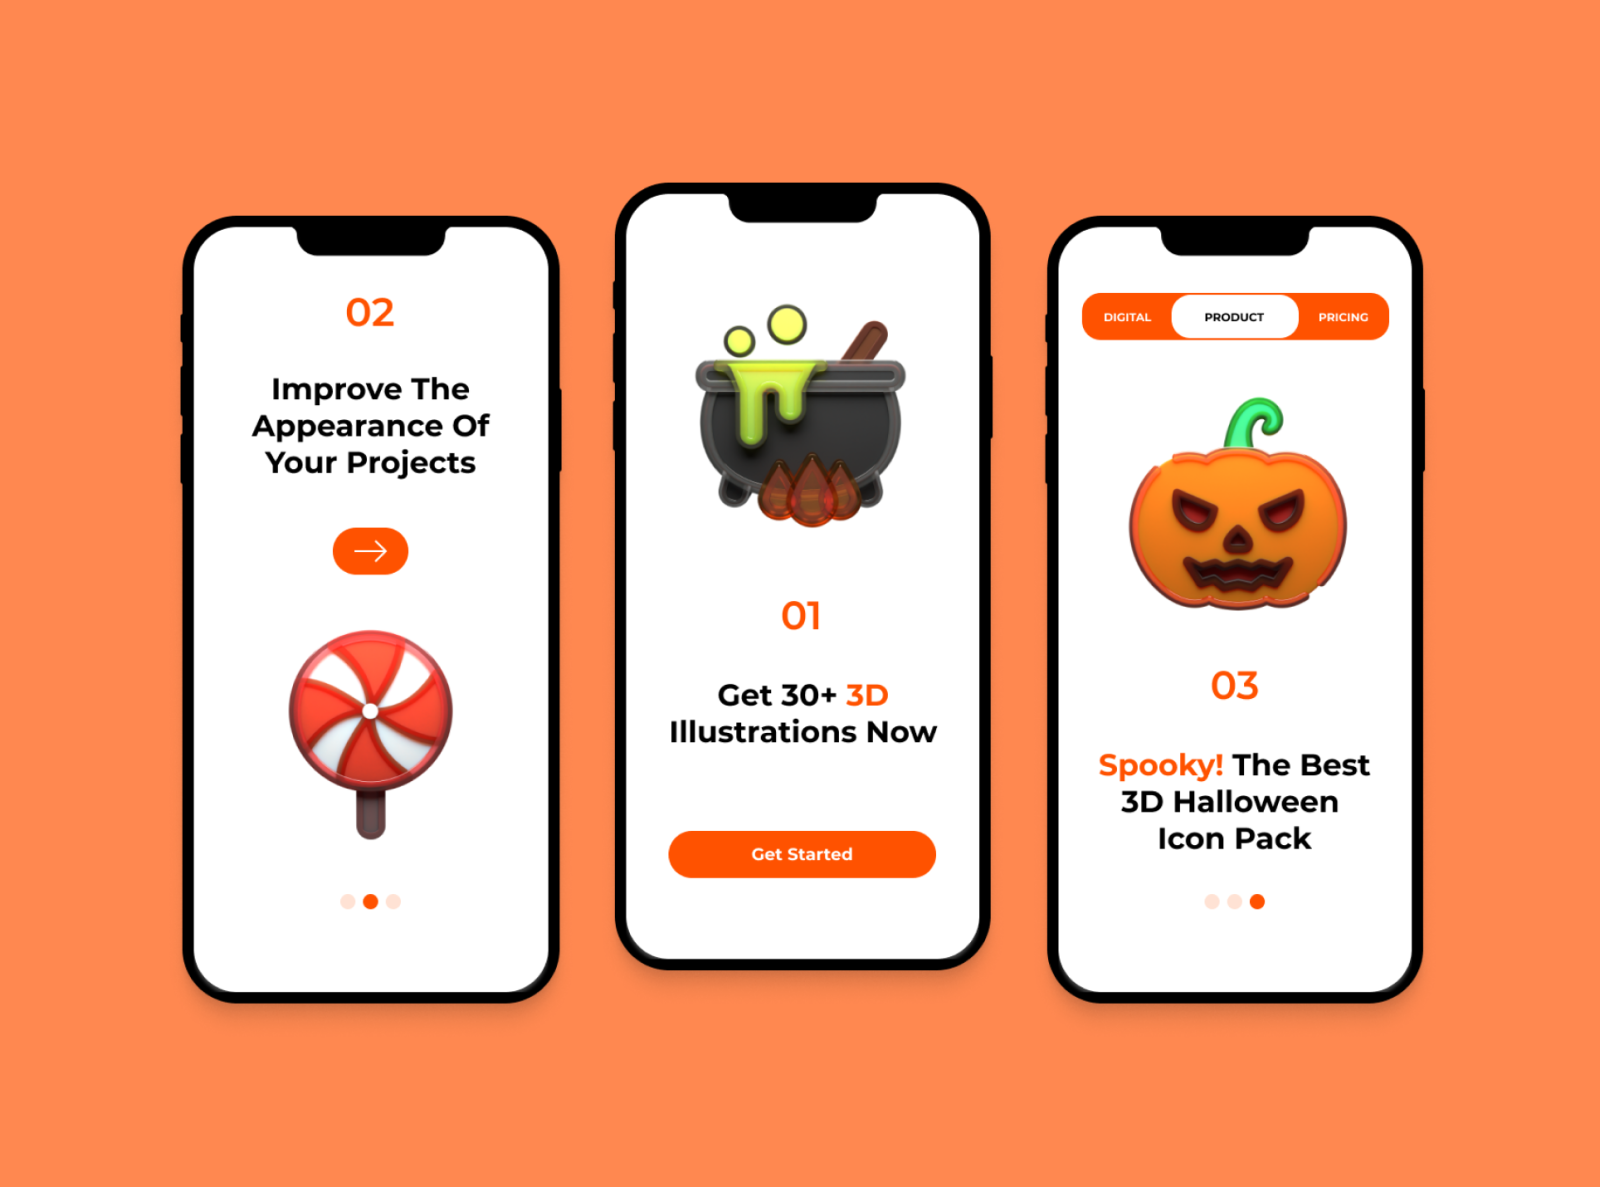 02
Improve The
Appearance Of
Your Projects
01
Get 30+ 3D
Illustrations Now
Get Started
DIGITAL
PRODUCT
PRICING
03
Spooky! The Best
3D Halloween
Icon Pack